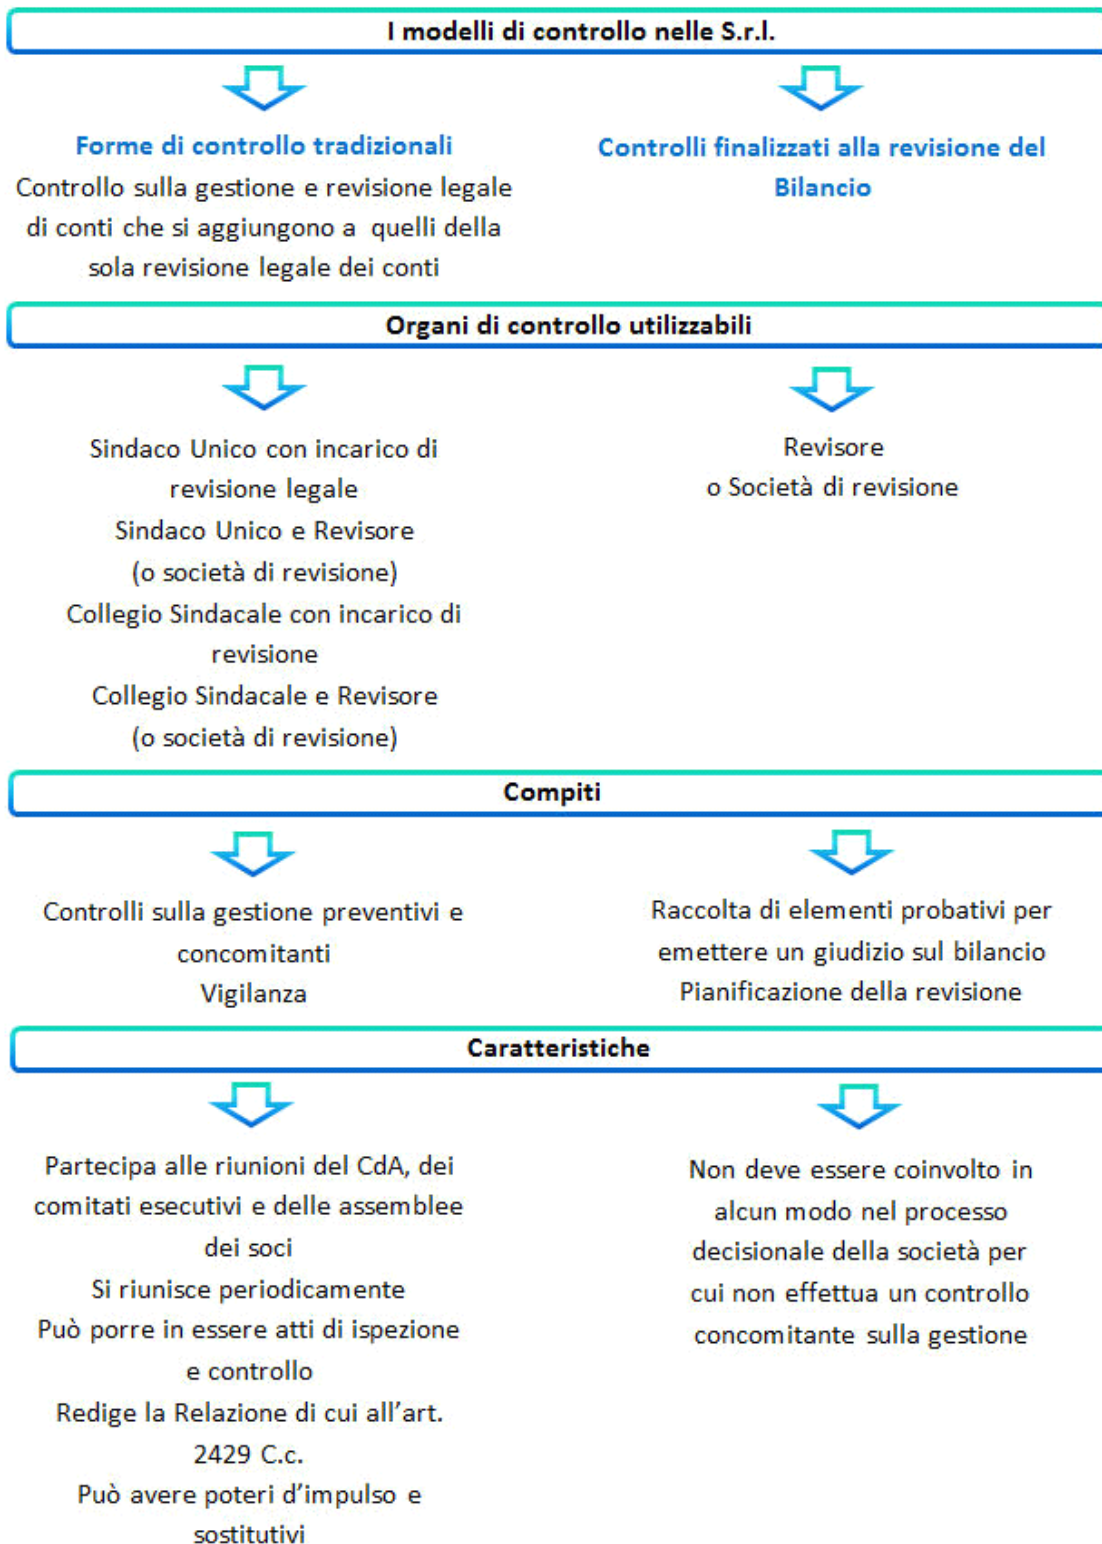 I modelli di controllo nelle S.r.l.
Forme di controllo tradizionali
Controllo sulla gestione e revisione legale
di conti che si aggiungono a quelli della
sola revisione legale dei conti
Controlli finalizzati alla revisione del
Bilancio
Organi di controllo utilizzabili
Sindaco Unico con incarico di
revisione legale
Sindaco Unico e Revisore
(o società di revisione)
Collegio Sindacale con incarico di
revisione
Collegio Sindacale e Revisore
(o società di revisione)
Revisore
o Società di revisione
Compiti
Controlli sulla gestione preventivi e
concomitanti
Vigilanza
Raccolta di elementi probativi per
emettere un giudizio sul bilancio
Pianificazione della revisione
Caratteristiche
Partecipa alle riunioni del CdA, dei
comitati esecutivi e delle assemblee
dei soci
Si riunisce periodicamente
Può porre in essere atti di ispezione
e controllo
Redige la Relazione di cui all'art.
2429 C.c.
Può avere poteri d'impulso e
sostitutivi
Non deve essere coinvolto in
alcun modo nel processo
decisionale della società per
cui non effettua un controllo
concomitante sulla gestione